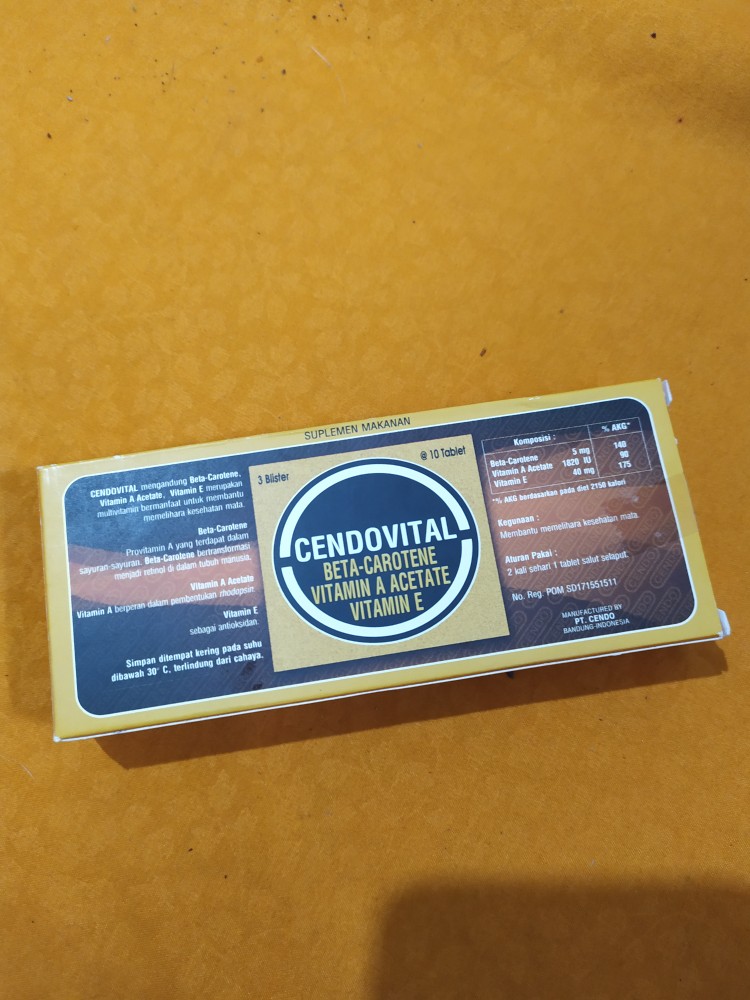 SUPLEMEN MAKANAN
CENDOVITAL mengandung Beta-Carotene,
Vitamin A Acetate, Vitamin E merupakan
multivitamin bermanfaat untuk membantu
memelihara kesehatan mata.
Beta-Carotene
Provitamin A yang terdapat dalam
sayuran-sayuran. Beta-Carotene bertransformasi
menjadi retinol di dalam tubuh manusia.
Vitamin A Acetate
Vitamin A berperan dalam pembentukan rhodopsin.
Vitamin E
sebagai antioksidan.
Simpan ditempat kering pada suhu
dibawah 30° C, terlindung dari cahaya.
3 Blister
@ 10 Tablet
CENDOVITAL
BETA-CAROTENE
VITAMIN A ACETATE
VITAMIN E
Komposisi : % AKG*
Beta-Carotene 5 mg 140
Vitamin A Acetate 1820 IU 90
Vitamin E 40 mg 175
*% AKG berdasarkan pada diet 2150 kalori
Kegunaan :
Membantu memelihara kesehatan mata.
Aturan Pakai :
2 kali sehari 1 tablet salut selaput.
No. Reg. POM SD171551511
MANUFACTURED BY
PT. CENDO
BANDUNG-INDONESIA